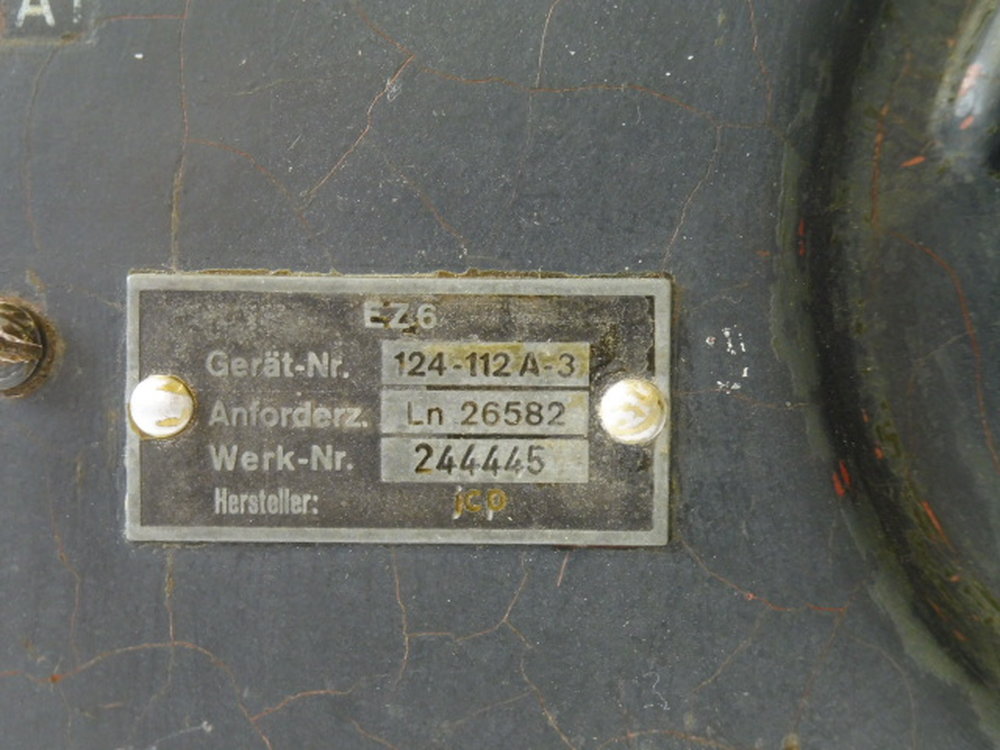 A
EZ6
Gerät-Nr. 124-112 A-3
Anforderz. Ln 26582
Werk-Nr. 244445
Hersteller: jcp